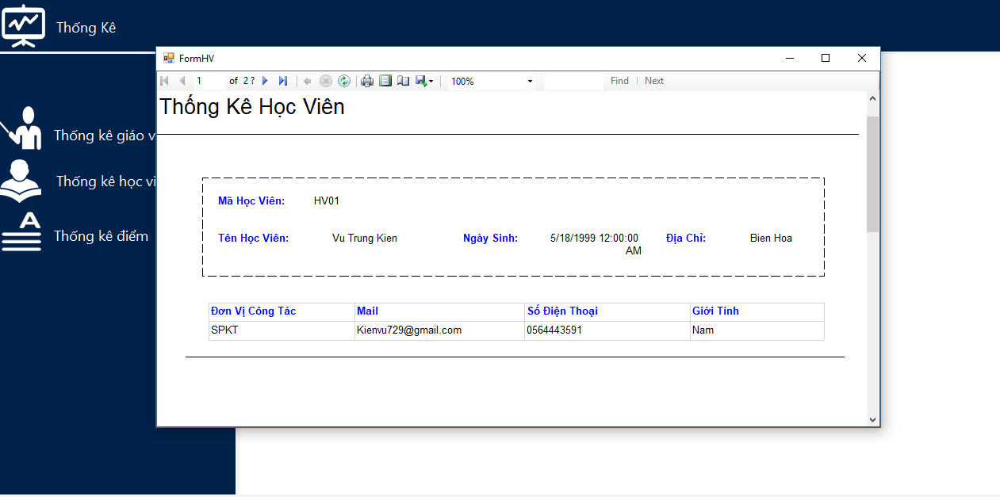 Thống Kê
FormHV
1 of 2 ? 100% Find | Next
Thống Kê Học Viên
Thống kê giáo v
Thống kê học vi
Thống kê điểm
Mã Học Viên: HV01
Tên Học Viên: Vu Trung Kien Ngày Sinh: 5/18/1999 12:00:00 Địa Chỉ: Bien Hoa
AM
Đơn Vị Công Tác Mail Số Điện Thoại Giới Tính
SPKT Kienvu729@gmail.com 0564443591 Nam